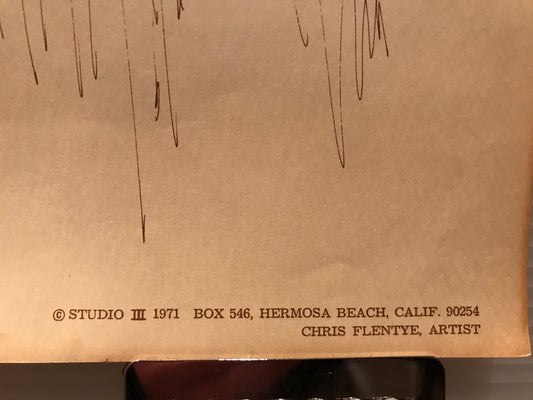 © STUDIO III 1971 BOX 546, HERMOSA BEACH, CALIF. 90254
CHRIS FLENTYE, ARTIST